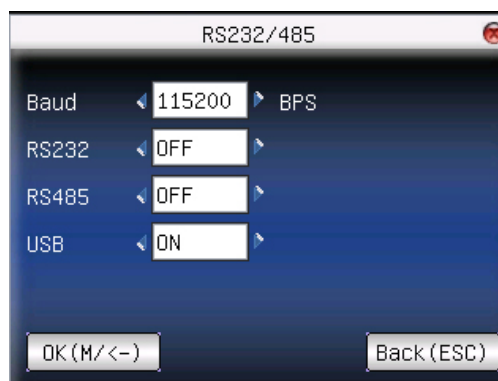 RS232/485
Baud 115200 BPS
RS232 OFF
RS485 OFF
USB ON
OK(M/<-) Back(ESC)